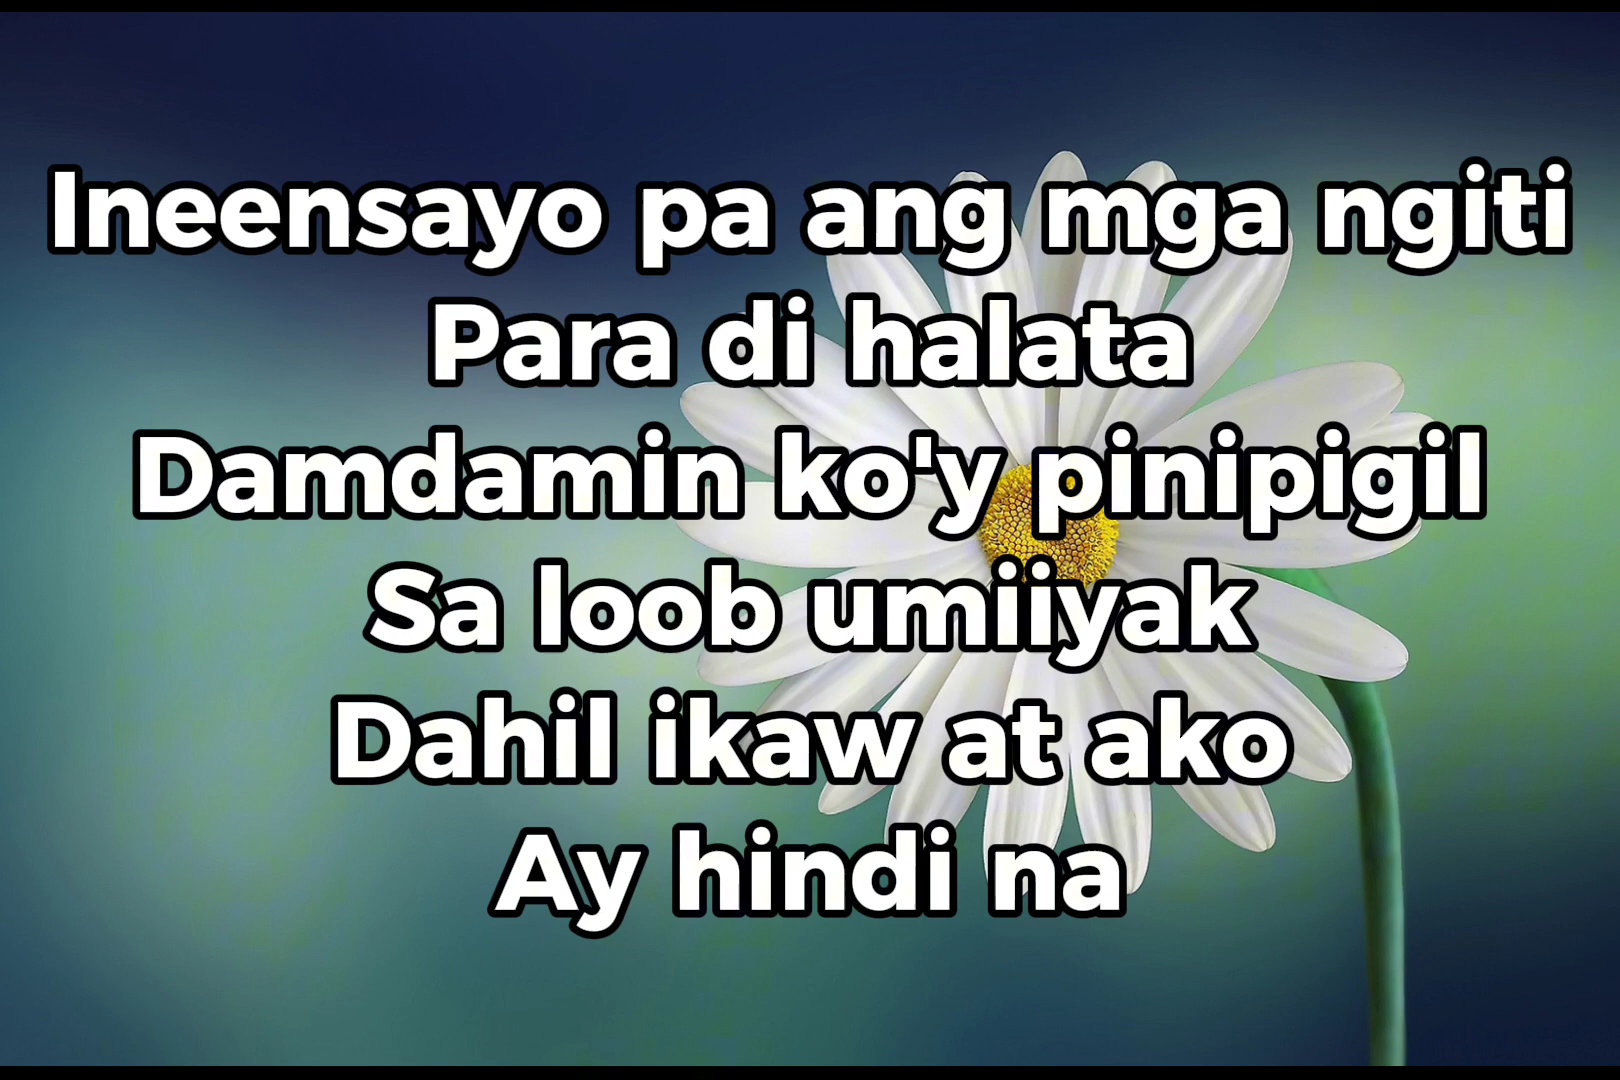 Ineensayo pa ang mga ngiti
Para di halata
Damdamin ko'y pinipigil
Sa loob umiiyak
Dahil ikaw at ako
Ay hindi na